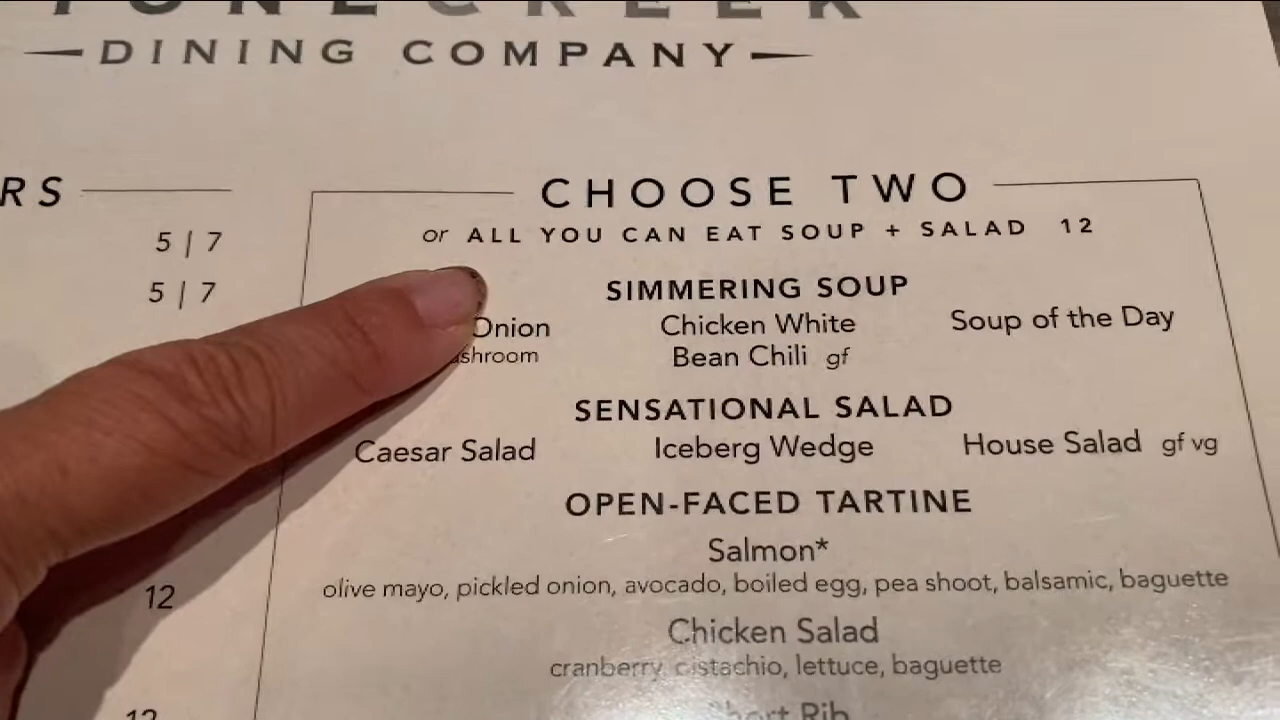 DINING COMPANY
RS
5 | 7
5 | 7
12
12
CHOOSE TWO
or ALL YOU CAN EAT SOUP + SALAD 12
SIMMERING SOUP
Onion
Chicken White
Bean Chili gf
Soup of the Day
SENSATIONAL SALAD
Caesar Salad
Iceberg Wedge
House Salad gf vg
OPEN-FACED TARTINE
Salmon*
olive mayo, pickled onion, avocado, boiled egg, pea shoot, balsamic, baguette
Chicken Salad
cranberry, pistachio, lettuce, baguette
Rib